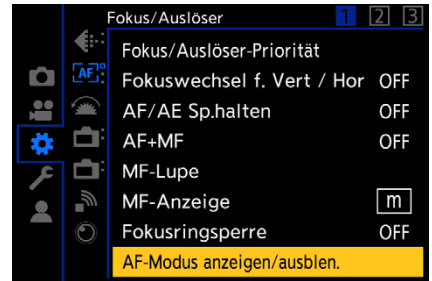 Fokus/Auslöser 1 2 3
Fokus/Auslöser-Priorität
AF
Fokuswechsel f. Vert / Hor OFF
AF/AE Sp.halten OFF
AF+MF OFF
MF-Lupe
MF-Anzeige m
Fokusringsperre OFF
AF-Modus anzeigen/ausblen.